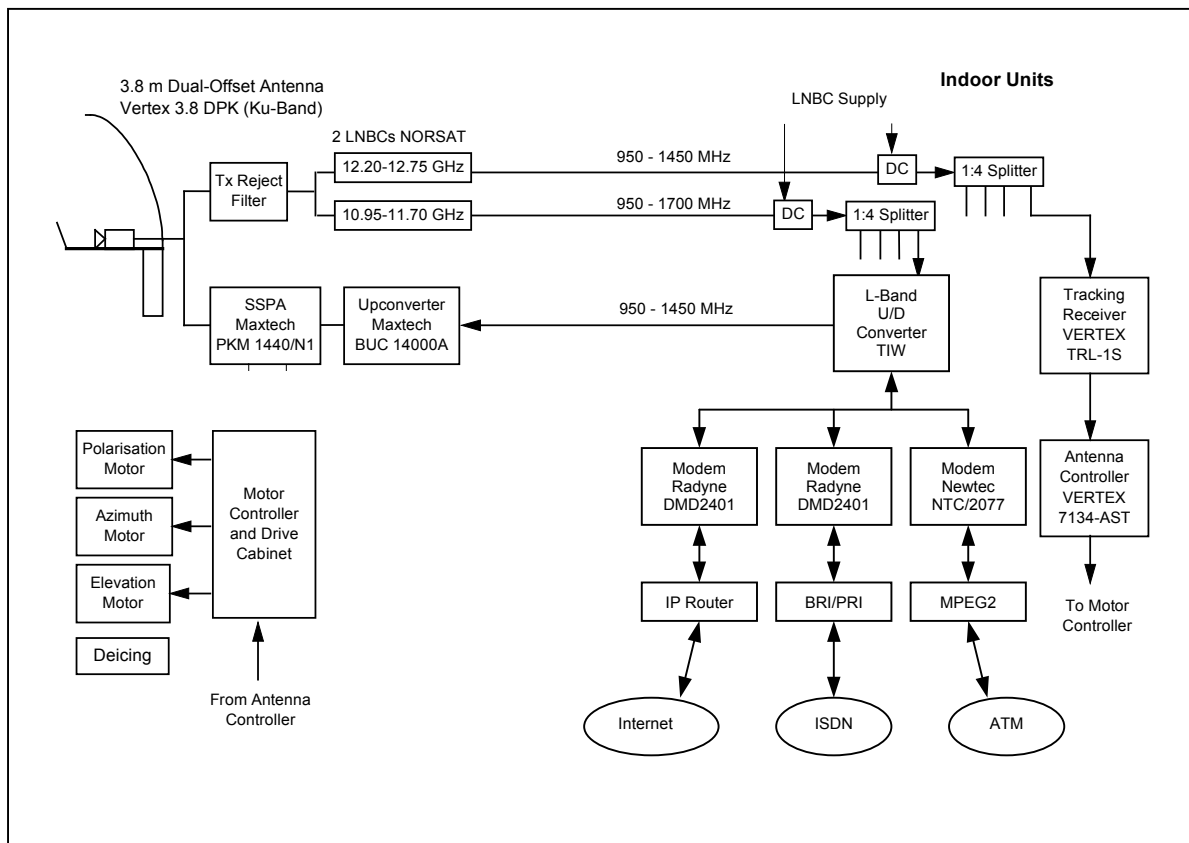 3.8 m Dual-Offset Antenna
Vertex 3.8 DPK (Ku-Band)
Indoor Units
LNBC Supply
2 LNBCs NORSAT
12.20-12.75 GHz
950 - 1450 MHz
DC
1:4 Splitter
Tx Reject
Filter
10.95-11.70 GHz
950 - 1700 MHz
DC
1:4 Splitter
SSPA
Maxtech
PKM 1440/N1
Upconverter
Maxtech
BUC 14000A
950 - 1450 MHz
L-Band
U/D
Converter
TIW
Tracking
Receiver
VERTEX
TRL-1S
Polarisation
Motor
Azimuth
Motor
Elevation
Motor
Deicing
Motor
Controller
and Drive
Cabinet
From Antenna
Controller
Modem
Radyne
DMD2401
Modem
Radyne
DMD2401
Modem
Newtec
NTC/2077
Antenna
Controller
VERTEX
7134-AST
IP Router
BRI/PRI
MPEG2
To Motor
Controller
Internet
ISDN
ATM